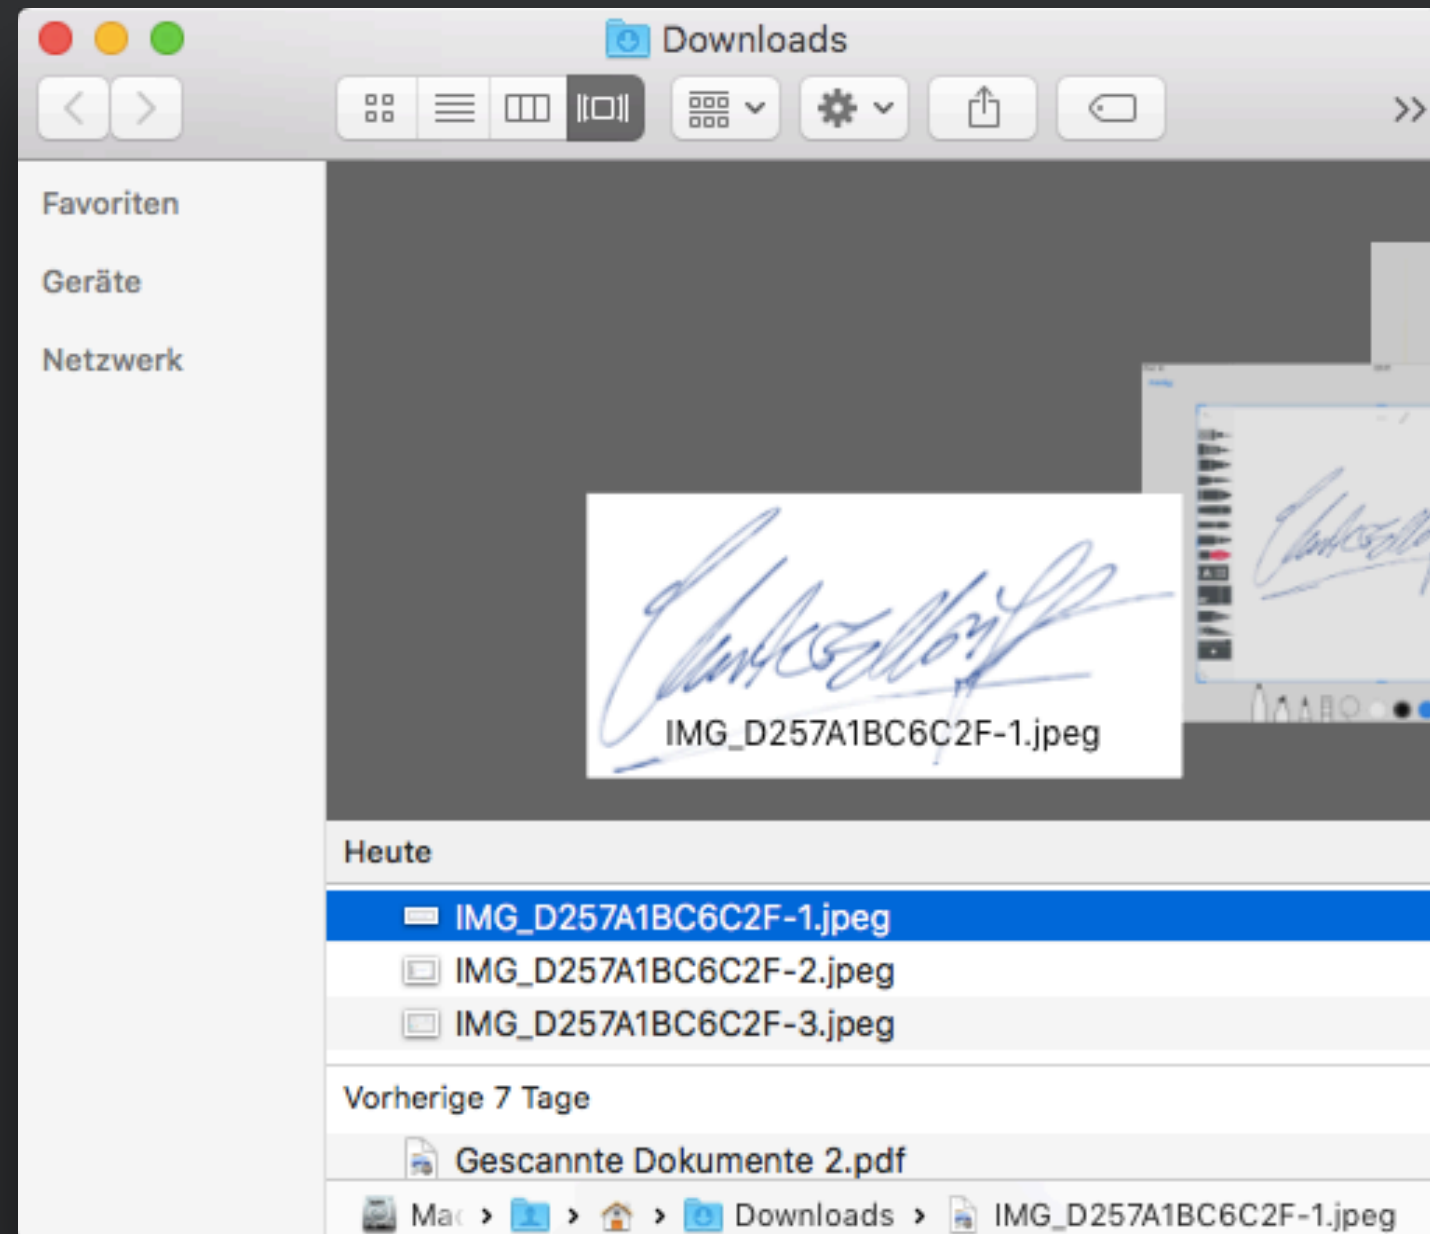 Downloads
Favoriten
Geräte
Netzwerk
IMG_D257A1BC6C2F-1.jpeg
Heute
IMG_D257A1BC6C2F-1.jpeg
IMG_D257A1BC6C2F-2.jpeg
IMG_D257A1BC6C2F-3.jpeg
Vorherige 7 Tage
Gescannte Dokumente 2.pdf
Mac › › › Downloads › IMG_D257A1BC6C2F-1.jpeg